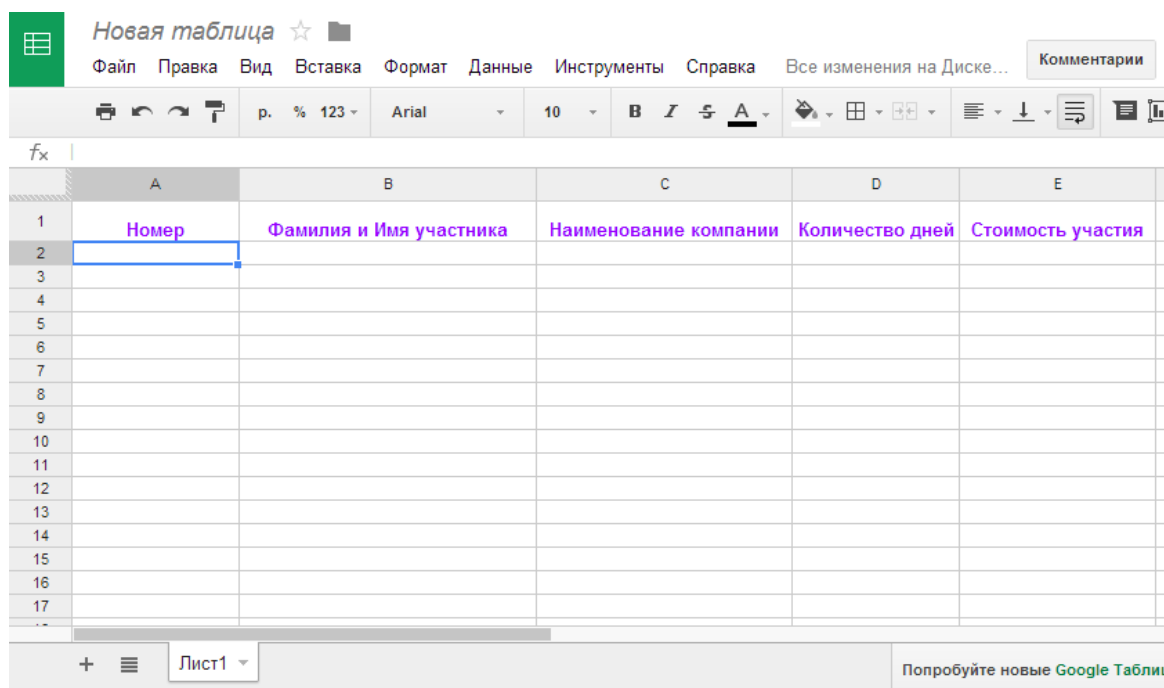 Новая таблица
Файл Правка Вид Вставка Формат Данные Инструменты Справка Все изменения на Диске... Комментарии
р. % 123 Arial 10 B I S A
fx
A B C D E
1 Номер Фамилия и Имя участника Наименование компании Количество дней Стоимость участия
2
3
4
5
6
7
8
9
10
11
12
13
14
15
16
17
+ Лист1
Попробуйте новые Google